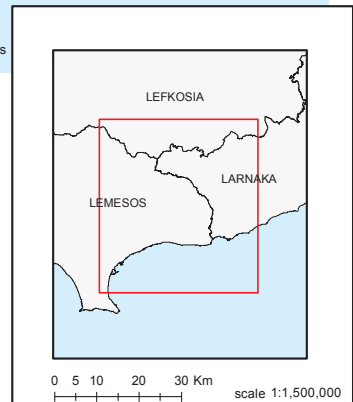 s
LEFKOSIA
LARNAKA
LEMESOS
0 5 10 20 30 Km
scale 1:1,500,000